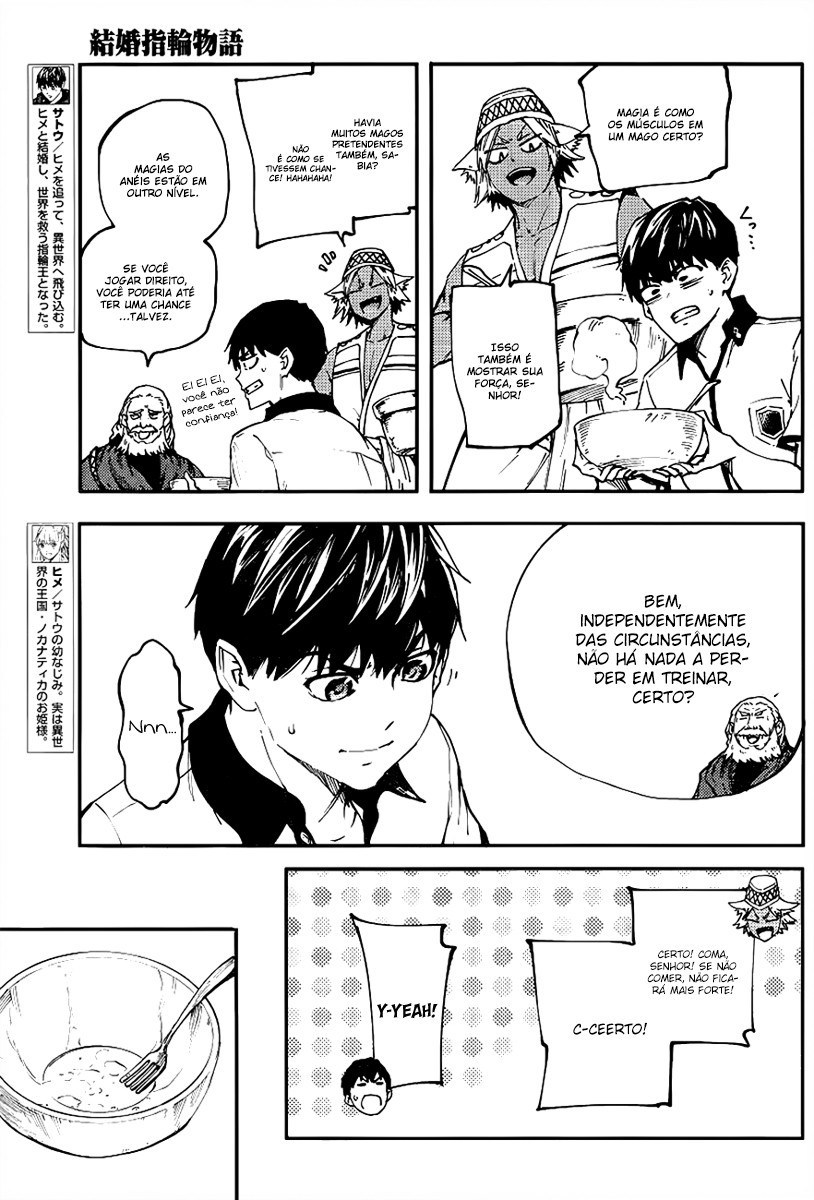 結婚指輪物語
MAGIA É COMO
OS MÚSCULOS EM
UM MAGO CERTO?
くっ…
ISSO
TAMBÉM É
MOSTRAR SUA
FORÇA, SE-
NHOR!
HAVIA
MUITOS MAGOS
PRETENDENTES
TAMBÉM, SA-
BIA?
NÃO
É COMO SE
TIVESSEM CHAN-
CE! HAHAHAHA!
AS
MAGIAS DO
ANÉIS ESTÃO EM
OUTRO NÍVEL.
SE VOCÊ
JOGAR DIREITO,
VOCÊ PODERIA ATÉ
TER UMA CHANCE
...TALVEZ.
EI EI EI,
você não
parece ter
confiança!
サトウ／ヒメを追って、異世界へ飛び込む。
ヒメと結婚し、世界を救う指輪王となった。
BEM,
INDEPENDENTEMENTE
DAS CIRCUNSTÂNCIAS,
NÃO HÁ NADA A PER-
DER EM TREINAR,
CERTO?
Nnn...
ヒメ／サトウの幼なじみ。実は異世
界の王国・ノカナティカのお姫様。
CERTO! COMA,
SENHOR! SE NÃO
COMER, NÃO FICA-
RÁ MAIS FORTE!
C-CEERTO!
Y-YEAH!